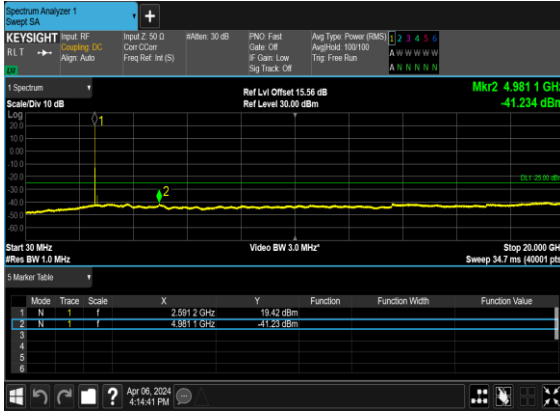 Spectrum Analyzer 1
Swept SA
+
KEYSIGHT Input: RF Input Z: 50 Ω #Atten: 30 dB PNO: Fast Avg Type: Power (RMS) 1 2 3 4 5 6
RLT Coupling: DC Corr CCorr Gate: Off Avg|Hold: 100/100 A W W W W W
Align: Auto Freq Ref: Int (S) IF Gain: Low Trig: Free Run
Sig Track: Off A N N N N N
1 Spectrum Ref Lvl Offset 15.56 dB Mkr2 4.981 1 GHz
Scale/Div 10 dB Ref Level 30.00 dBm -41.234 dBm
Log
20.0
10.0
0.00
-10.0
-20.0
-30.0
-40.0
-50.0
-60.0
1
2
DL1 -25.00 dBm
Start 30 MHz Video BW 3.0 MHz* Stop 20.000 GH
#Res BW 1.0 MHz Sweep 34.7 ms (40001 pts
5 Marker Table
Mode Trace Scale X Y Function Function Width Function Value
1 N 1 f 2.591 2 GHz 19.42 dBm
2 N 1 f 4.981 1 GHz -41.23 dBm
3
4
5
6
? Apr 06, 2024
4:14:41 PM